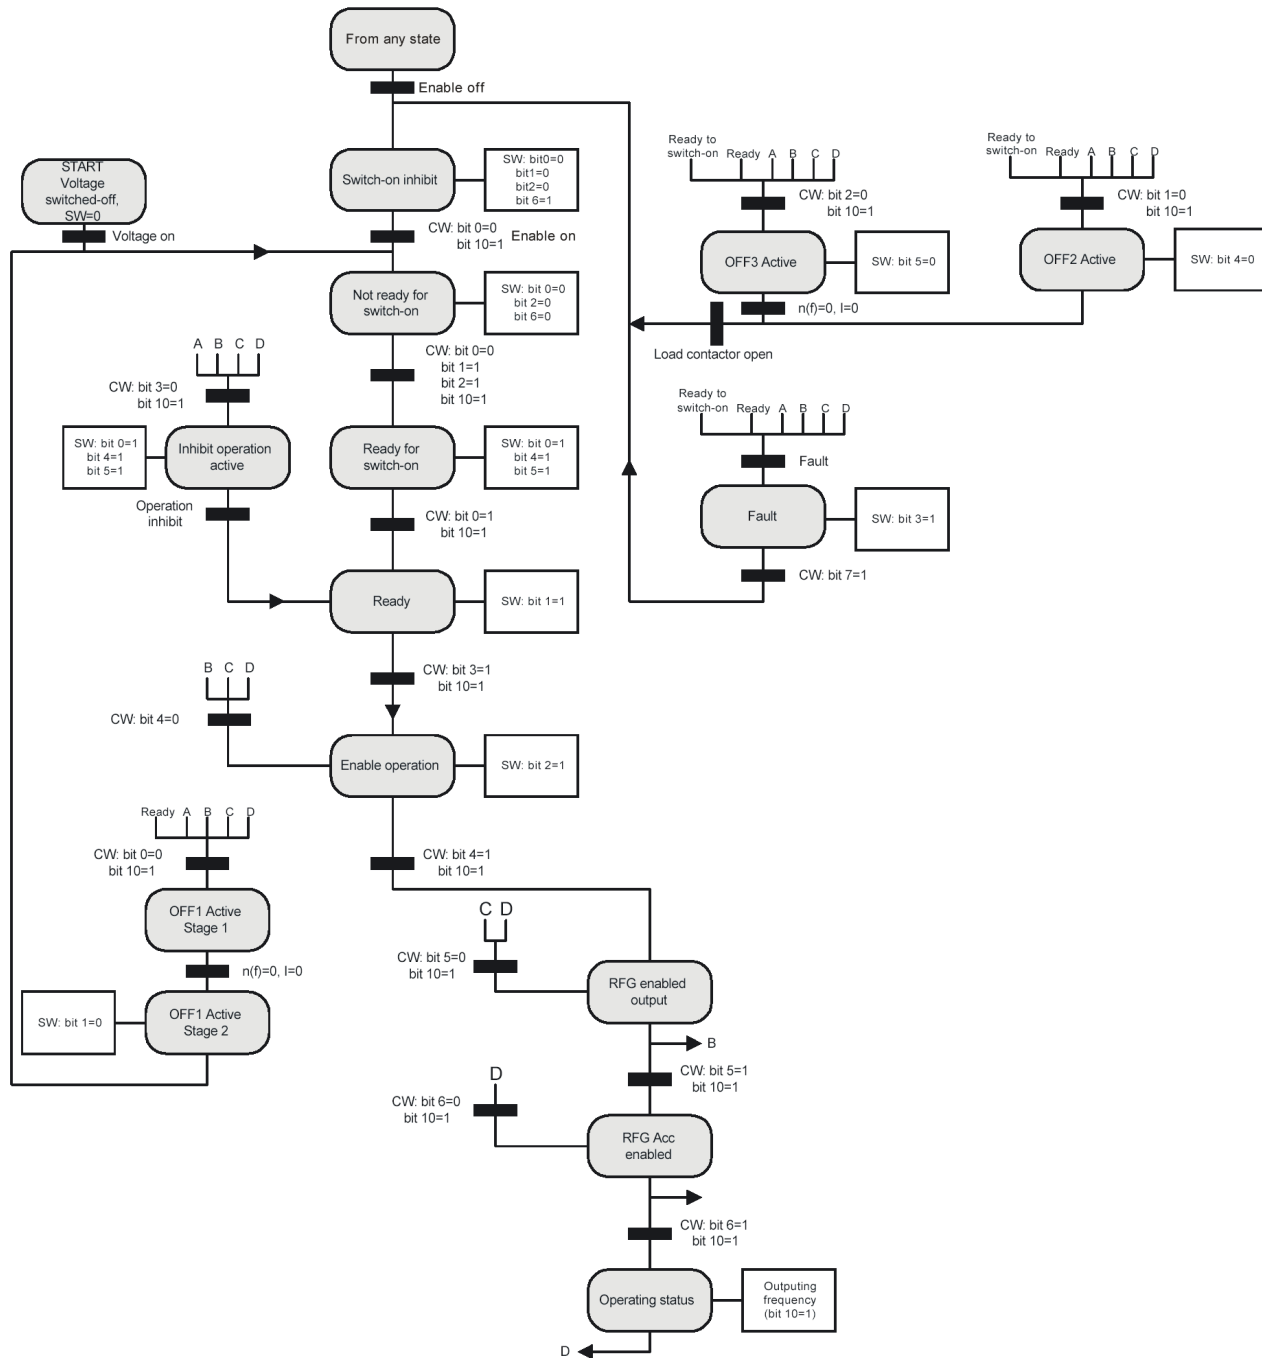 From any state
Enable off
START
Voltage
switched-off,
SW=0
Voltage on
Switch-on inhibit
SW: bit0=0
bit1=0
bit2=0
bit 6=1
CW: bit 0=0
bit 10=1
Enable on
Not ready for
switch-on
SW: bit 0=0
bit 2=0
bit 6=0
CW: bit 0=0
bit 1=1
bit 2=1
bit 10=1
Ready to
switch-on
Ready A B C D
CW: bit 2=0
bit 10=1
OFF3 Active
SW: bit 5=0
n(f)=0, I=0
Load contactor open
Ready to
switch-on
Ready A B C D
CW: bit 1=0
bit 10=1
OFF2 Active
SW: bit 4=0
A B C D
CW: bit 3=0
bit 10=1
SW: bit 0=1
bit 4=1
bit 5=1
Inhibit operation
active
Operation
inhibit
Ready for
switch-on
SW: bit 0=1
bit 4=1
bit 5=1
CW: bit 0=1
bit 10=1
Ready to
switch-on
Ready A B C D
Fault
Fault
SW: bit 3=1
CW: bit 7=1
Ready
SW: bit 1=1
CW: bit 3=1
bit 10=1
B C D
CW: bit 4=0
Enable operation
SW: bit 2=1
Ready A B C D
CW: bit 0=0
bit 10=1
OFF1 Active
Stage 1
n(f)=0, I=0
SW: bit 1=0
OFF1 Active
Stage 2
CW: bit 4=1
bit 10=1
C D
CW: bit 5=0
bit 10=1
RFG enabled
output
B
CW: bit 5=1
bit 10=1
D
CW: bit 6=0
bit 10=1
RFG Acc
enabled
CW: bit 6=1
bit 10=1
Operating status
Outputing
frequency
(bit 10=1)
D